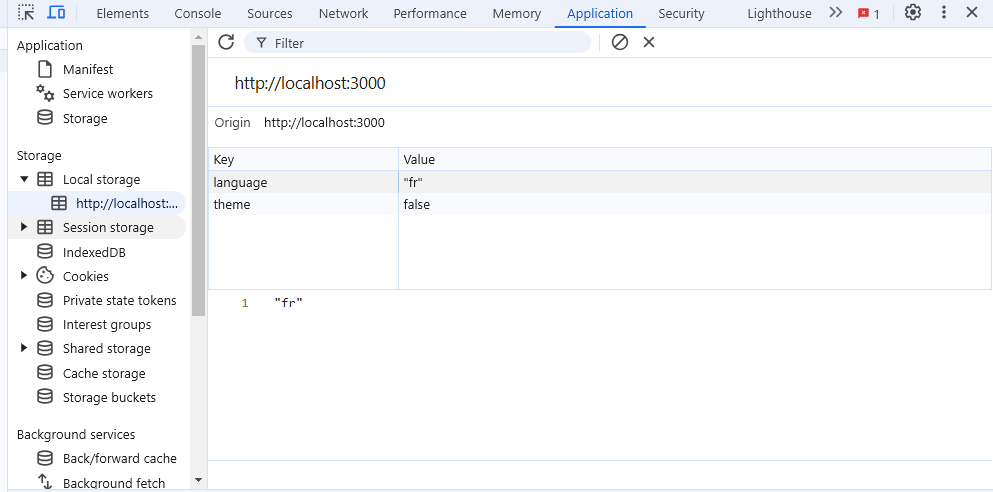 Elements Console Sources Network Performance Memory Application Security Lighthouse 1
Application
Manifest
Service workers
Storage
Storage
Local storage
http://localhost:...
Session storage
IndexedDB
Cookies
Private state tokens
Interest groups
Shared storage
Cache storage
Storage buckets
Background services
Back/forward cache
Background fetch
Filter
http://localhost:3000
Origin http://localhost:3000
Key Value
language "fr"
theme false
1 "fr"